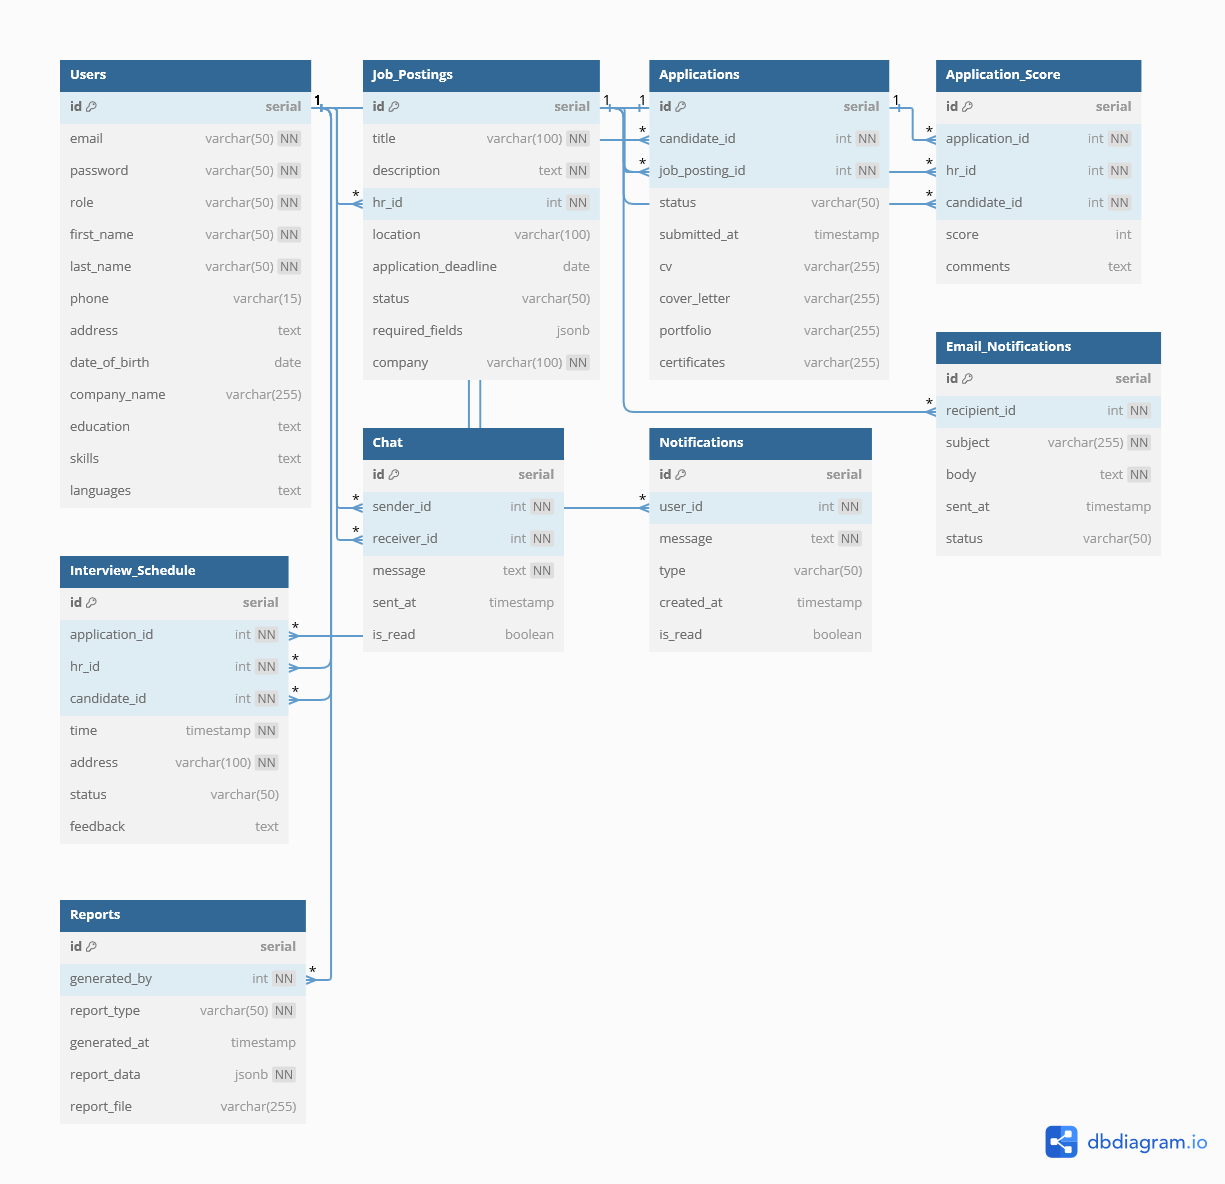 Users
id serial
email varchar(50) NN
password varchar(50) NN
role varchar(50) NN
first_name varchar(50) NN
last_name varchar(50) NN
phone varchar(15)
address text
date_of_birth date
company_name varchar(255)
education text
skills text
languages text
1
Job_Postings
id serial
title varchar(100) NN
description text NN
* hr_id int NN
location varchar(100)
application_deadline date
status varchar(50)
required_fields jsonb
company varchar(100) NN
1
1
Applications
id serial
* candidate_id int NN
* job_posting_id int NN
status varchar(50)
submitted_at timestamp
cv varchar(255)
cover_letter varchar(255)
portfolio varchar(255)
certificates varchar(255)
1
Application_Score
id serial
* application_id int NN
* hr_id int NN
* candidate_id int NN
score int
comments text
Email_Notifications
id serial
* recipient_id int NN
subject varchar(255) NN
body text NN
sent_at timestamp
status varchar(50)
Chat
id serial
* sender_id int NN
* receiver_id int NN
message text NN
sent_at timestamp
is_read boolean
Notifications
id serial
* user_id int NN
message text NN
type varchar(50)
created_at timestamp
is_read boolean
Interview_Schedule
id serial
application_id int NN *
hr_id int NN *
candidate_id int NN *
time timestamp NN
address varchar(100) NN
status varchar(50)
feedback text
Reports
id serial
generated_by int NN *
report_type varchar(50) NN
generated_at timestamp
report_data jsonb NN
report_file varchar(255)
dbdiagram.io